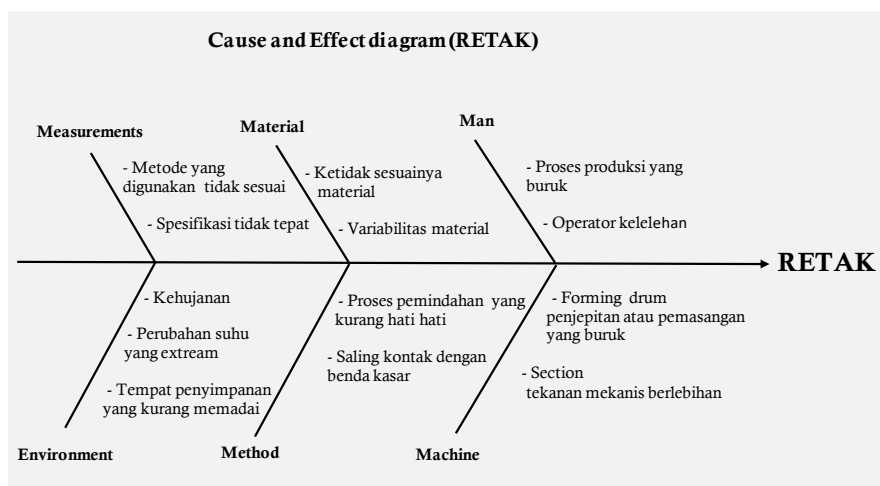 Cause and Effect diagram (RETAK)
Measurements
- Metode yang
digunakan tidak sesuai
- Spesifikasi tidak tepat
Material
- Ketidak sesuainya
material
- Variabilitas material
Man
- Proses produksi yang
buruk
- Operator kelelehan
RETAK
- Kehujanan
- Perubahan suhu
yang extream
- Tempat penyimpanan
yang kurang memadai
Environment
- Proses pemindahan yang
kurang hati hati
- Saling kontak dengan
benda kasar
Method
- Forming drum
penjepitan atau pemasangan
yang buruk
- Section
tekanan mekanis berlebihan
Machine